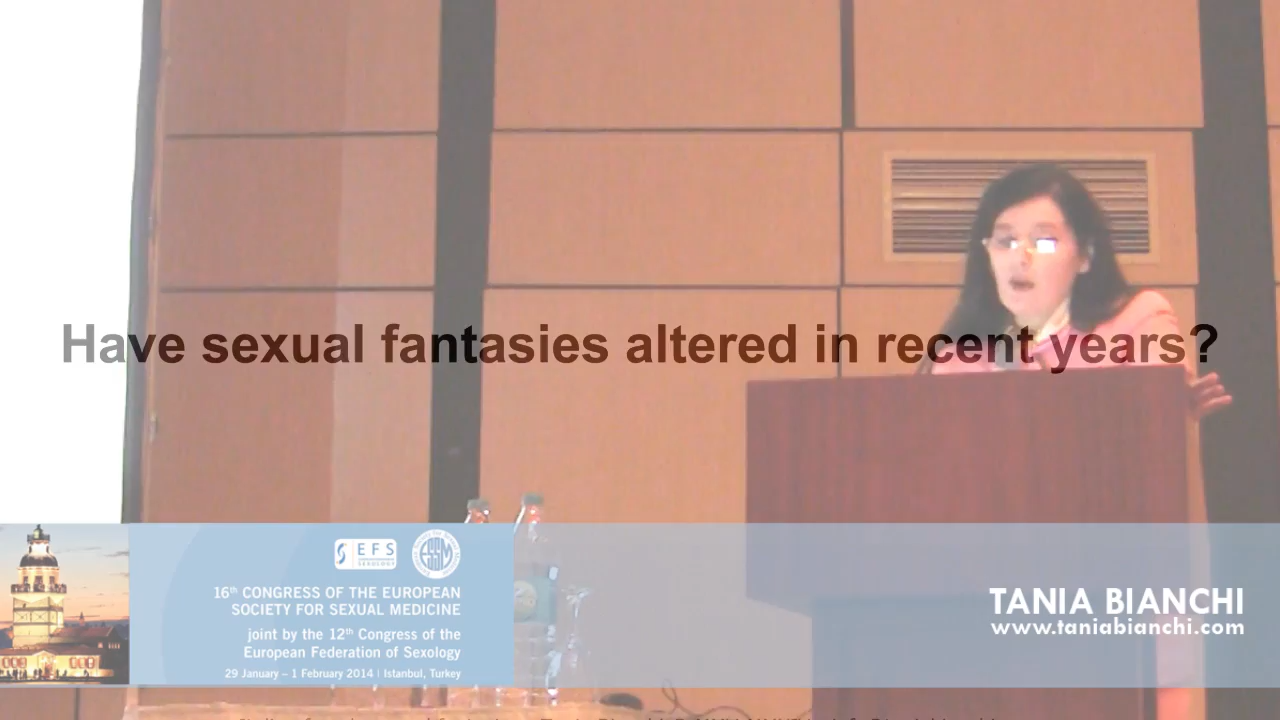 Have sexual fantasies altered in recent years?
EFS
SEXOLOGY
ESSM
16th CONGRESS OF THE EUROPEAN
SOCIETY FOR SEXUAL MEDICINE
joint by the 12th Congress of the
European Federation of Sexology
29 January – 1 February 2014 | Istanbul, Turkey
TANIA BIANCHI
www.taniabianchi.com